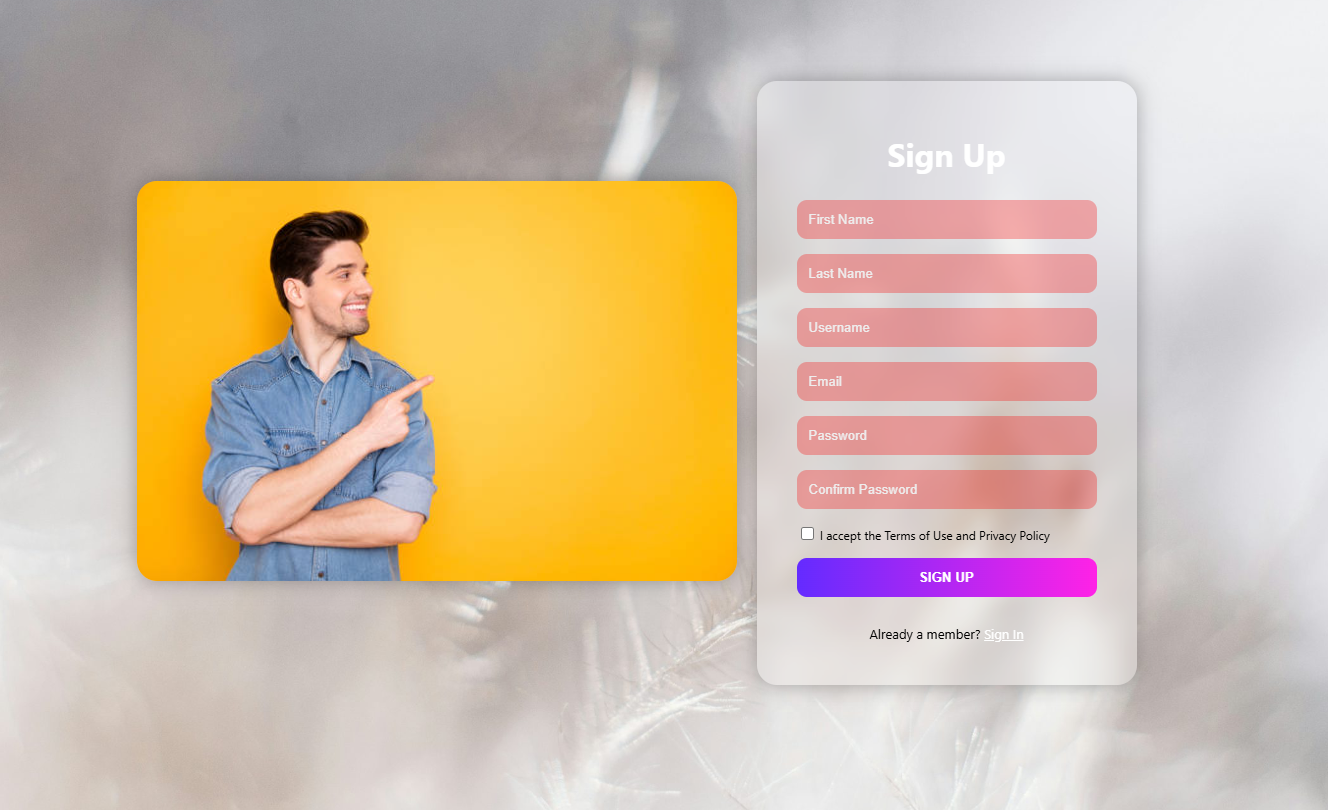 Sign Up
First Name
Last Name
Username
Email
Password
Confirm Password
I accept the Terms of Use and Privacy Policy
SIGN UP
Already a member? Sign In